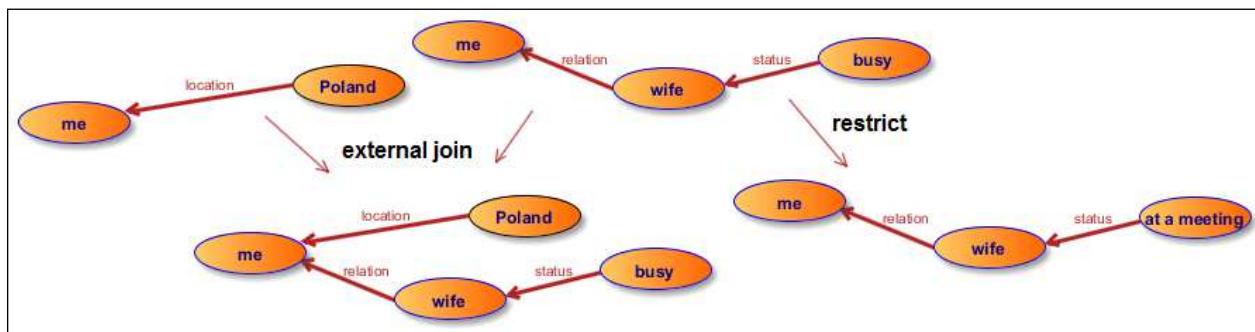 me
relation
status
busy
wife
location
Poland
me
external join
restrict
location
Poland
me
relation
status
busy
wife
me
relation
status
at a meeting
wife